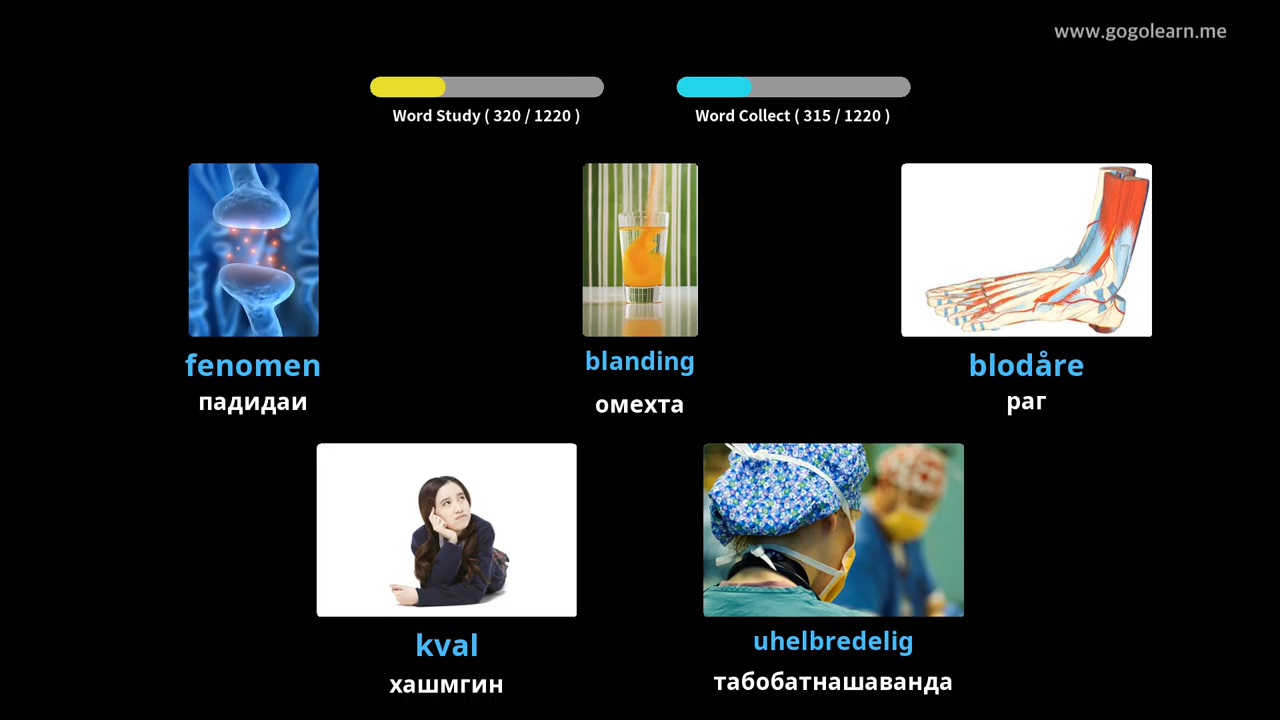 www.gogolearn.me
Word Study ( 320 / 1220 )
Word Collect ( 315 / 1220 )
fenomen
падидаи
blanding
омехта
blodåre
раг
kval
хашмгин
uhelbredelig
табобатнашаванда